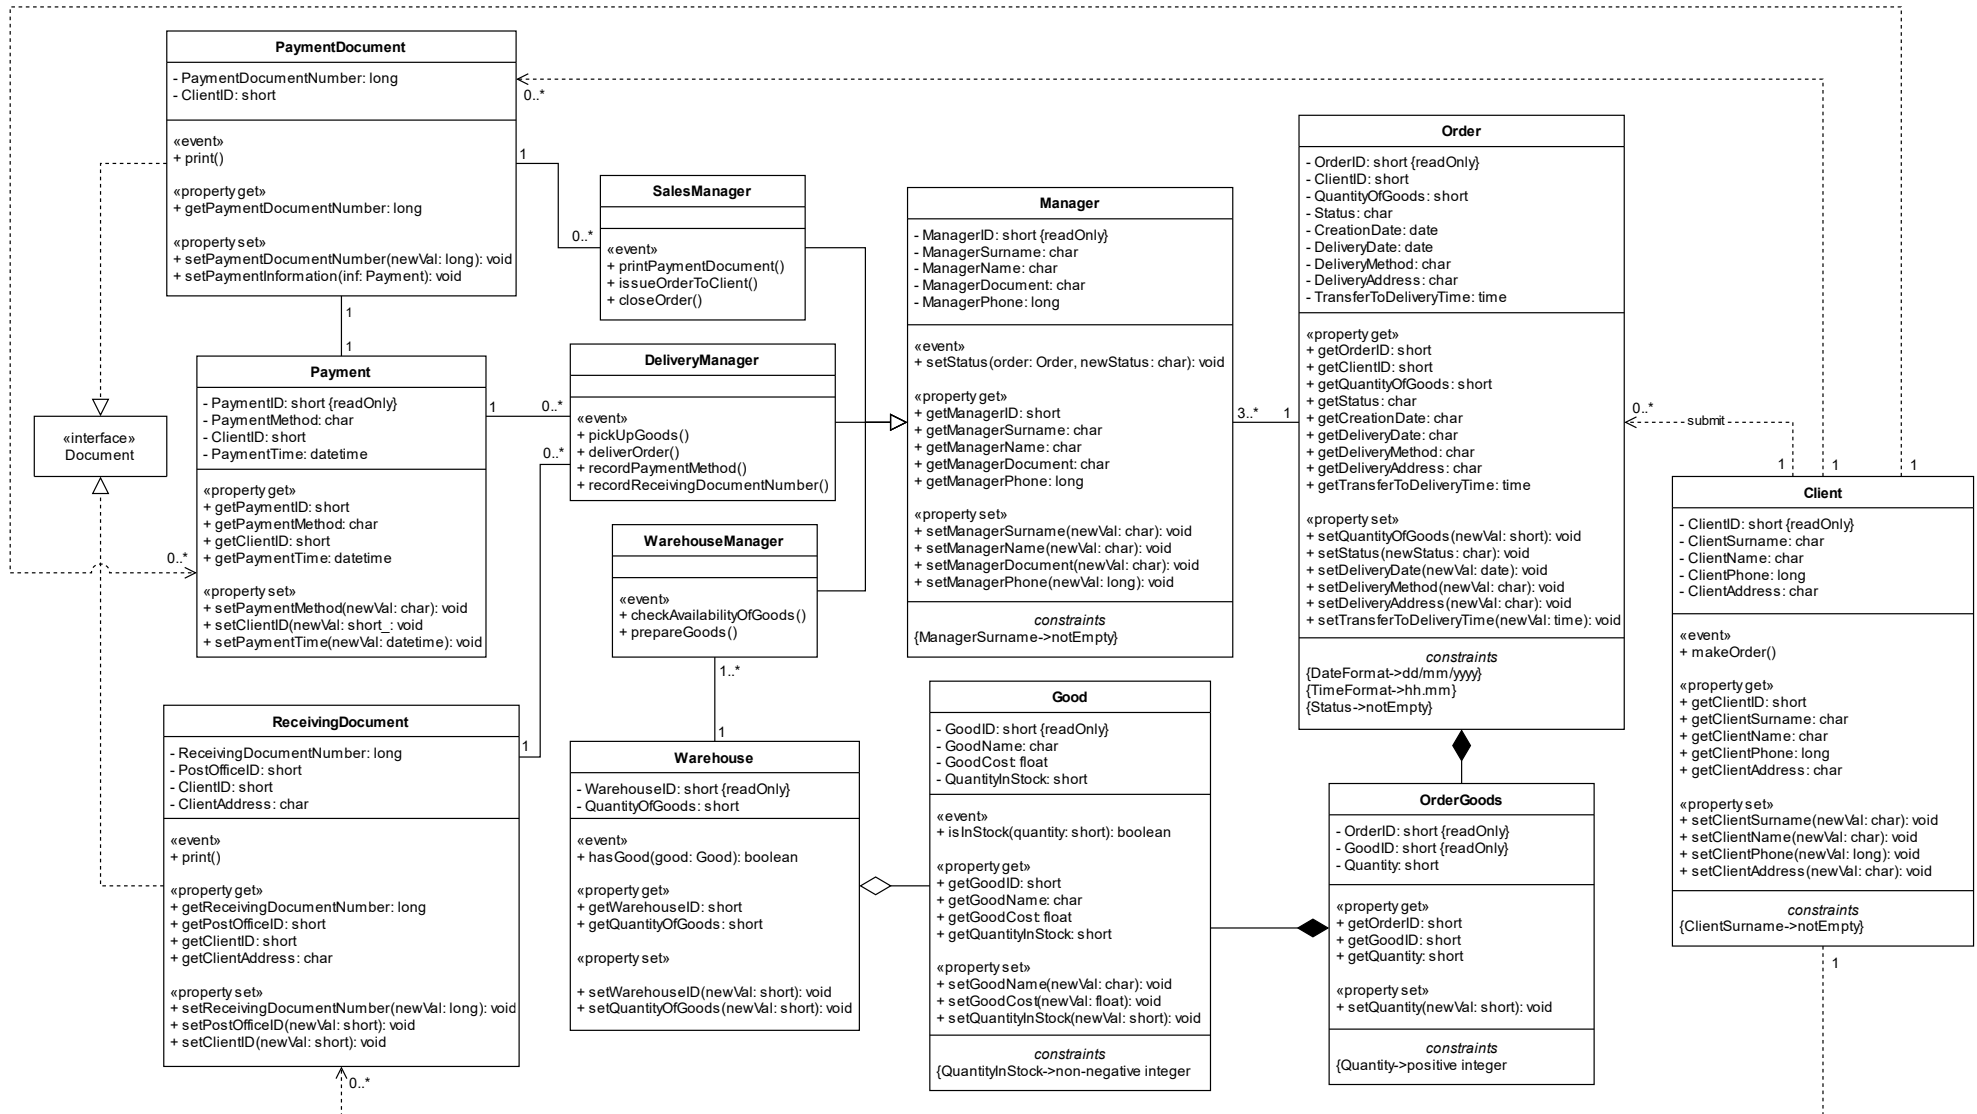 PaymentDocument
- PaymentDocumentNumber: long
- ClientID: short
«event»
+ print()
«property get»
+ getPaymentDocumentNumber: long
«property set»
+ setPaymentDocumentNumber(newVal: long): void
+ setPaymentInformation(inf: Payment): void
0..*
1
0..*
1
1
SalesManager
«event»
+ printPaymentDocument()
+ issueOrderToClient()
+ closeOrder()
Manager
- ManagerID: short {readOnly}
- ManagerSurname: char
- ManagerName: char
- ManagerDocument: char
- ManagerPhone: long
«event»
+ setStatus(order: Order, newStatus: char): void
«property get»
+ getManagerID: short
+ getManagerSurname: char
+ getManagerName: char
+ getManagerDocument: char
+ getManagerPhone: long
«property set»
+ setManagerSurname(newVal: char): void
+ setManagerName(newVal: char): void
+ setManagerDocument(newVal: char): void
+ setManagerPhone(newVal: long): void
constraints
{ManagerSurname->notEmpty}
3..*
1
Order
- OrderID: short {readOnly}
- ClientID: short
- QuantityOfGoods: short
- Status: char
- CreationDate: date
- DeliveryDate: date
- DeliveryMethod: char
- DeliveryAddress: char
- TransferToDeliveryTime: time
«property get»
+ getOrderID: short
+ getClientID: short
+ getQuantityOfGoods: short
+ getStatus: char
+ getCreationDate: char
+ getDeliveryDate: char
+ getDeliveryMethod: char
+ getDeliveryAddress: char
+ getTransferToDeliveryTime: time
«property set»
+ setQuantityOfGoods(newVal: short): void
+ setStatus(newStatus: char): void
+ setDeliveryDate(newVal: date): void
+ setDeliveryMethod(newVal: char): void
+ setDeliveryAddress(newVal: char): void
+ setTransferToDeliveryTime(newVal: time): void
constraints
{DateFormat->dd/mm/yyyy}
{TimeFormat->hh.mm}
{Status->notEmpty}
0..*
submit
1
1
1
Payment
- PaymentID: short {readOnly}
- PaymentMethod: char
- ClientID: short
- PaymentTime: datetime
«property get»
+ getPaymentID: short
+ getPaymentMethod: char
+ getClientID: short
+ getPaymentTime: datetime
«property set»
+ setPaymentMethod(newVal: char): void
+ setClientID(newVal: short_: void
+ setPaymentTime(newVal: datetime): void
0..*
1
0..*
0..*
DeliveryManager
«event»
+ pickUpGoods()
+ deliverOrder()
+ recordPaymentMethod()
+ recordReceivingDocumentNumber()
«interface»
Document
WarehouseManager
«event»
+ checkAvailabilityOfGoods()
+ prepareGoods()
1..*
1
Client
- ClientID: short {readOnly}
- ClientSurname: char
- ClientName: char
- ClientPhone: long
- ClientAddress: char
«event»
+ makeOrder()
«property get»
+ getClientID: short
+ getClientSurname: char
+ getClientName: char
+ getClientPhone: long
+ getClientAddress: char
«property set»
+ setClientSurname(newVal: char): void
+ setClientName(newVal: char): void
+ setClientPhone(newVal: long): void
+ setClientAddress(newVal: char): void
constraints
{ClientSurname->notEmpty}
1
ReceivingDocument
- ReceivingDocumentNumber: long
- PostOfficeID: short
- ClientID: short
- ClientAddress: char
«event»
+ print()
«property get»
+ getReceivingDocumentNumber: long
+ getPostOfficeID: short
+ getClientID: short
+ getClientAddress: char
«property set»
+ setReceivingDocumentNumber(newVal: long): void
+ setPostOfficeID(newVal: short): void
+ setClientID(newVal: short): void
1
0..*
Warehouse
- WarehouseID: short {readOnly}
- QuantityOfGoods: short
«event»
+ hasGood(good: Good): boolean
«property get»
+ getWarehouseID: short
+ getQuantityOfGoods: short
«property set»
+ setWarehouseID(newVal: short): void
+ setQuantityOfGoods(newVal: short): void
Good
- GoodID: short {readOnly}
- GoodName: char
- GoodCost: float
- QuantityInStock: short
«event»
+ isInStock(quantity: short): boolean
«property get»
+ getGoodID: short
+ getGoodName: char
+ getGoodCost: float
+ getQuantityInStock: short
«property set»
+ setGoodName(newVal: char): void
+ setGoodCost(newVal: float): void
+ setQuantityInStock(newVal: short): void
constraints
{QuantityInStock->non-negative integer
OrderGoods
- OrderID: short {readOnly}
- GoodID: short {readOnly}
- Quantity: short
«property get»
+ getOrderID: short
+ getGoodID: short
+ getQuantity: short
«property set»
+ setQuantity(newVal: short): void
constraints
{Quantity->positive integer